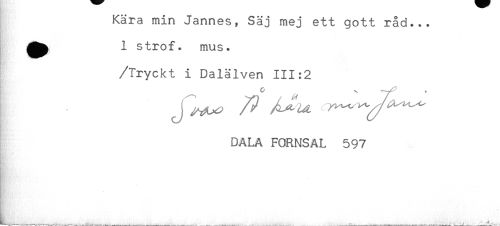 Kära min Jannes, Säj mej ett gott råd...
1 strof. mus.
/Tryckt i Dalälven III:2
Svar Å kära min Jani
DALA FORNSAL 597